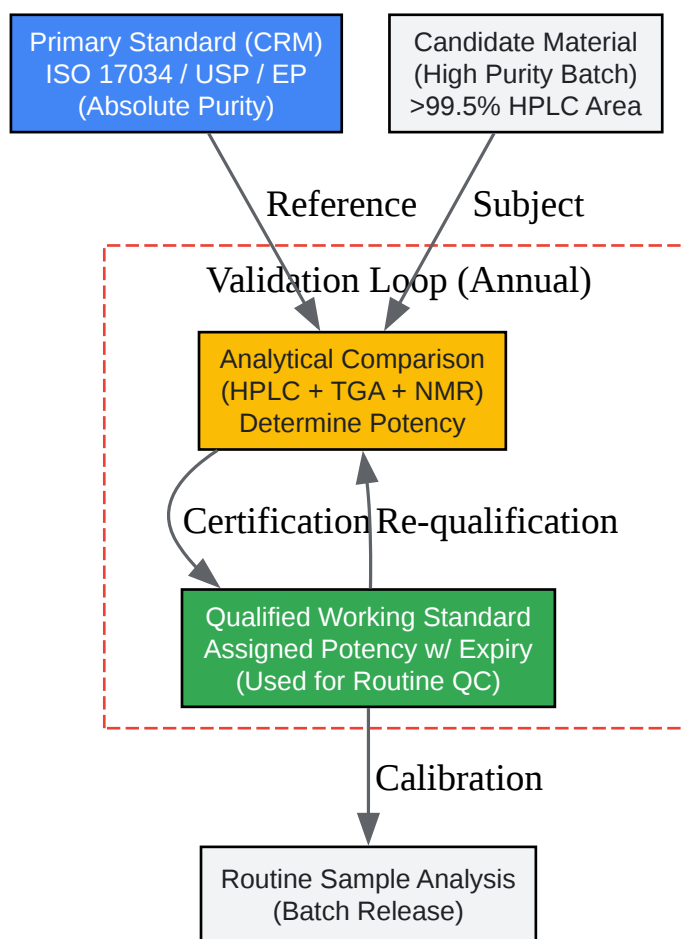 Primary Standard (CRM)
ISO 17034 / USP / EP
(Absolute Purity)
Candidate Material
(High Purity Batch)
>99.5% HPLC Area
Reference
Subject
Validation Loop (Annual)
Analytical Comparison
(HPLC + TGA + NMR)
Determine Potency
Certification
Re-qualification
Qualified Working Standard
Assigned Potency w/ Expiry
(Used for Routine QC)
Calibration
Routine Sample Analysis
(Batch Release)